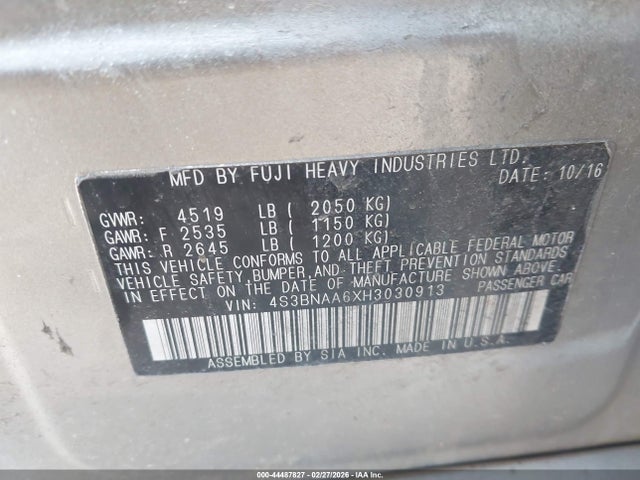 MFD BY FUJI HEAVY INDUSTRIES LTD.
DATE: 10/16
GVWR: 4519 LB ( 2050 KG)
GAWR: F 2535 LB ( 1150 KG)
GAWR: R 2645 LB ( 1200 KG)
THIS VEHICLE CONFORMS TO ALL APPLICABLE FEDERAL MOTOR
VEHICLE SAFETY, BUMPER, AND THEFT PREVENTION STANDARDS
IN EFFECT ON THE DATE OF MANUFACTURE SHOWN ABOVE.
VIN: 4S3BNAA6XH3030913 PASSENGER CAR
ASSEMBLED BY SIA INC. MADE IN U.S.A.
000-44487827 - 02/27/2026 - IAA Inc.